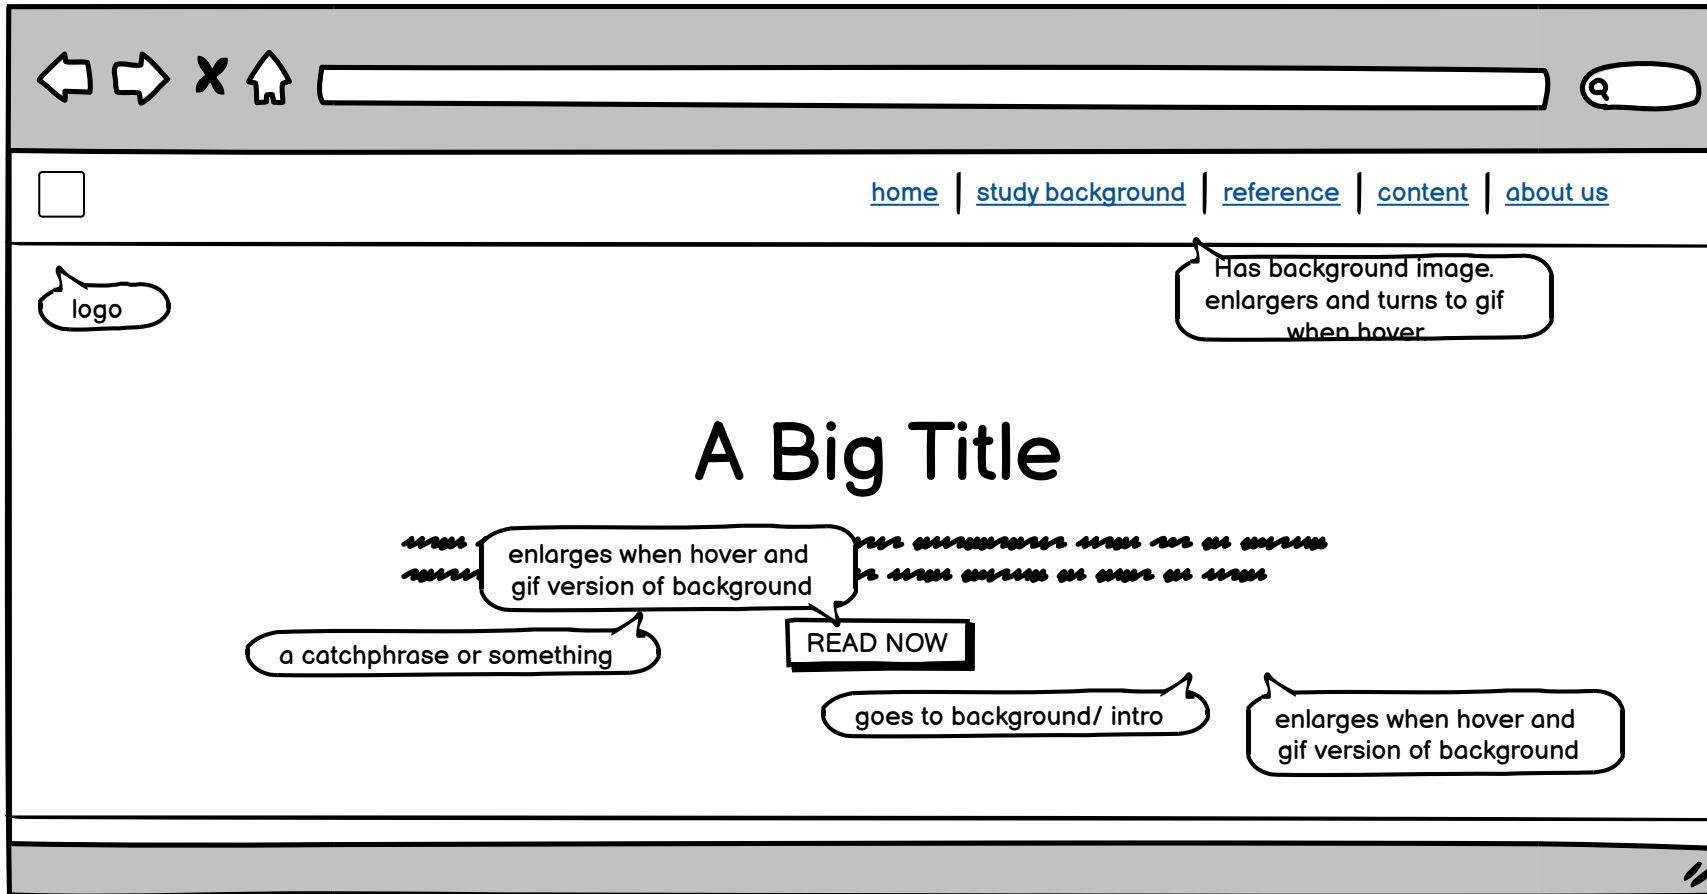 home study background reference content about us
Has background image.
enlargers and turns to gif
when hover.
logo
A Big Title
enlarges when hover and
gif version of background
a catchphrase or something
READ NOW
goes to background/ intro
enlarges when hover and
gif version of background